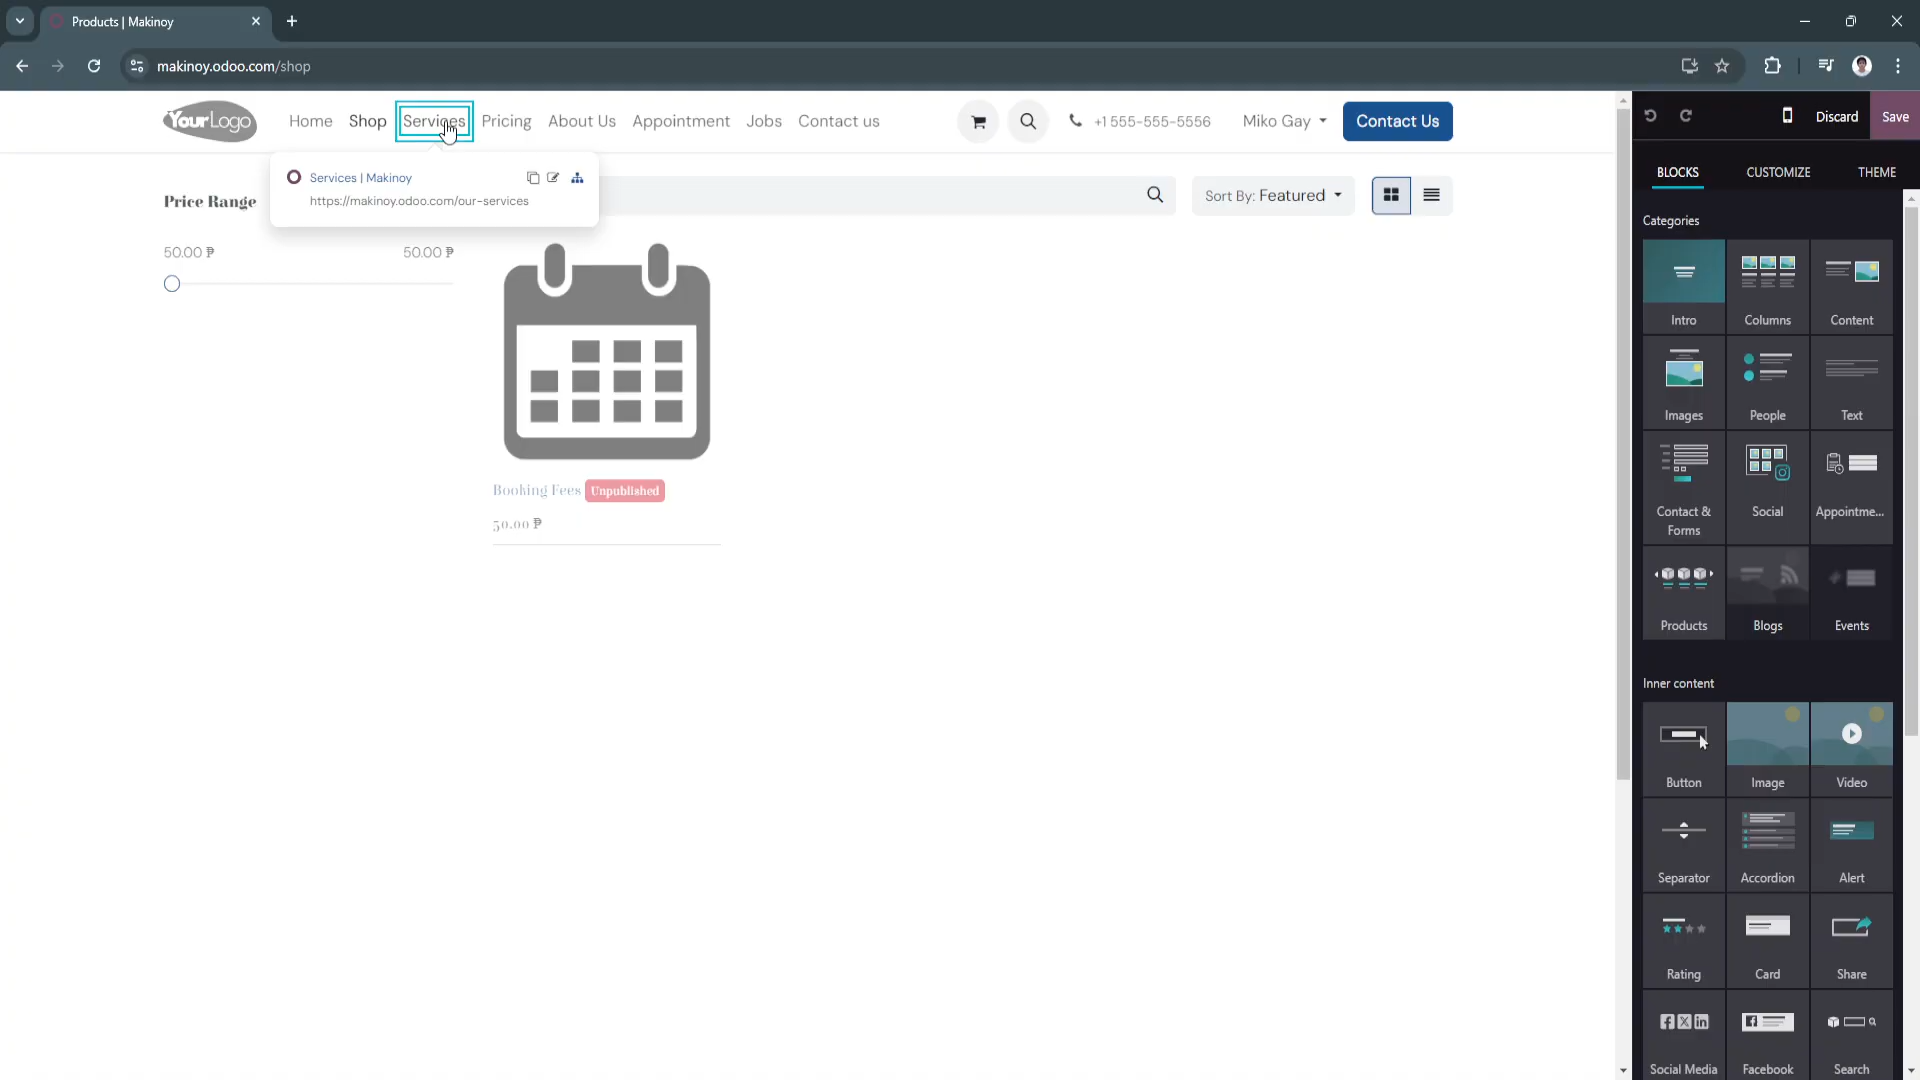 Products | Makinoy
makinoy.odoo.com/shop
YourLogo
Home Shop Services Pricing About Us Appointment Jobs Contact us
+1 555-555-5556
Miko Gay
Contact Us
Discard
Save
Services | Makinoy
https://makinoy.odoo.com/our-services
Price Range
50.00 ₱
50.00 ₱
Sort By: Featured
Booking Fees Unpublished
50.00 ₱
BLOCKS
CUSTOMIZE
THEME
Categories
Intro
Columns
Content
Images
People
Text
Contact &
Forms
Social
Appointme...
Products
Blogs
Events
Inner content
Button
Image
Video
Separator
Accordion
Alert
Rating
Card
Share
Social Media
Facebook
Search